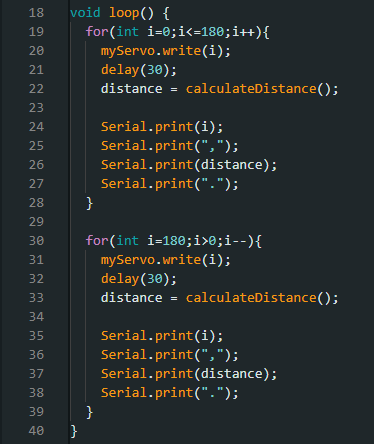 18 void loop() {
19   for(int i=0;i<=180;i++){
20     myServo.write(i);
21     delay(30);
22     distance = calculateDistance();
23
24     Serial.print(i);
25     Serial.print(",");
26     Serial.print(distance);
27     Serial.print(".");
28   }
29
30   for(int i=180;i>0;i--){
31     myServo.write(i);
32     delay(30);
33     distance = calculateDistance();
34
35     Serial.print(i);
36     Serial.print(",");
37     Serial.print(distance);
38     Serial.print(".");
39   }
40 }